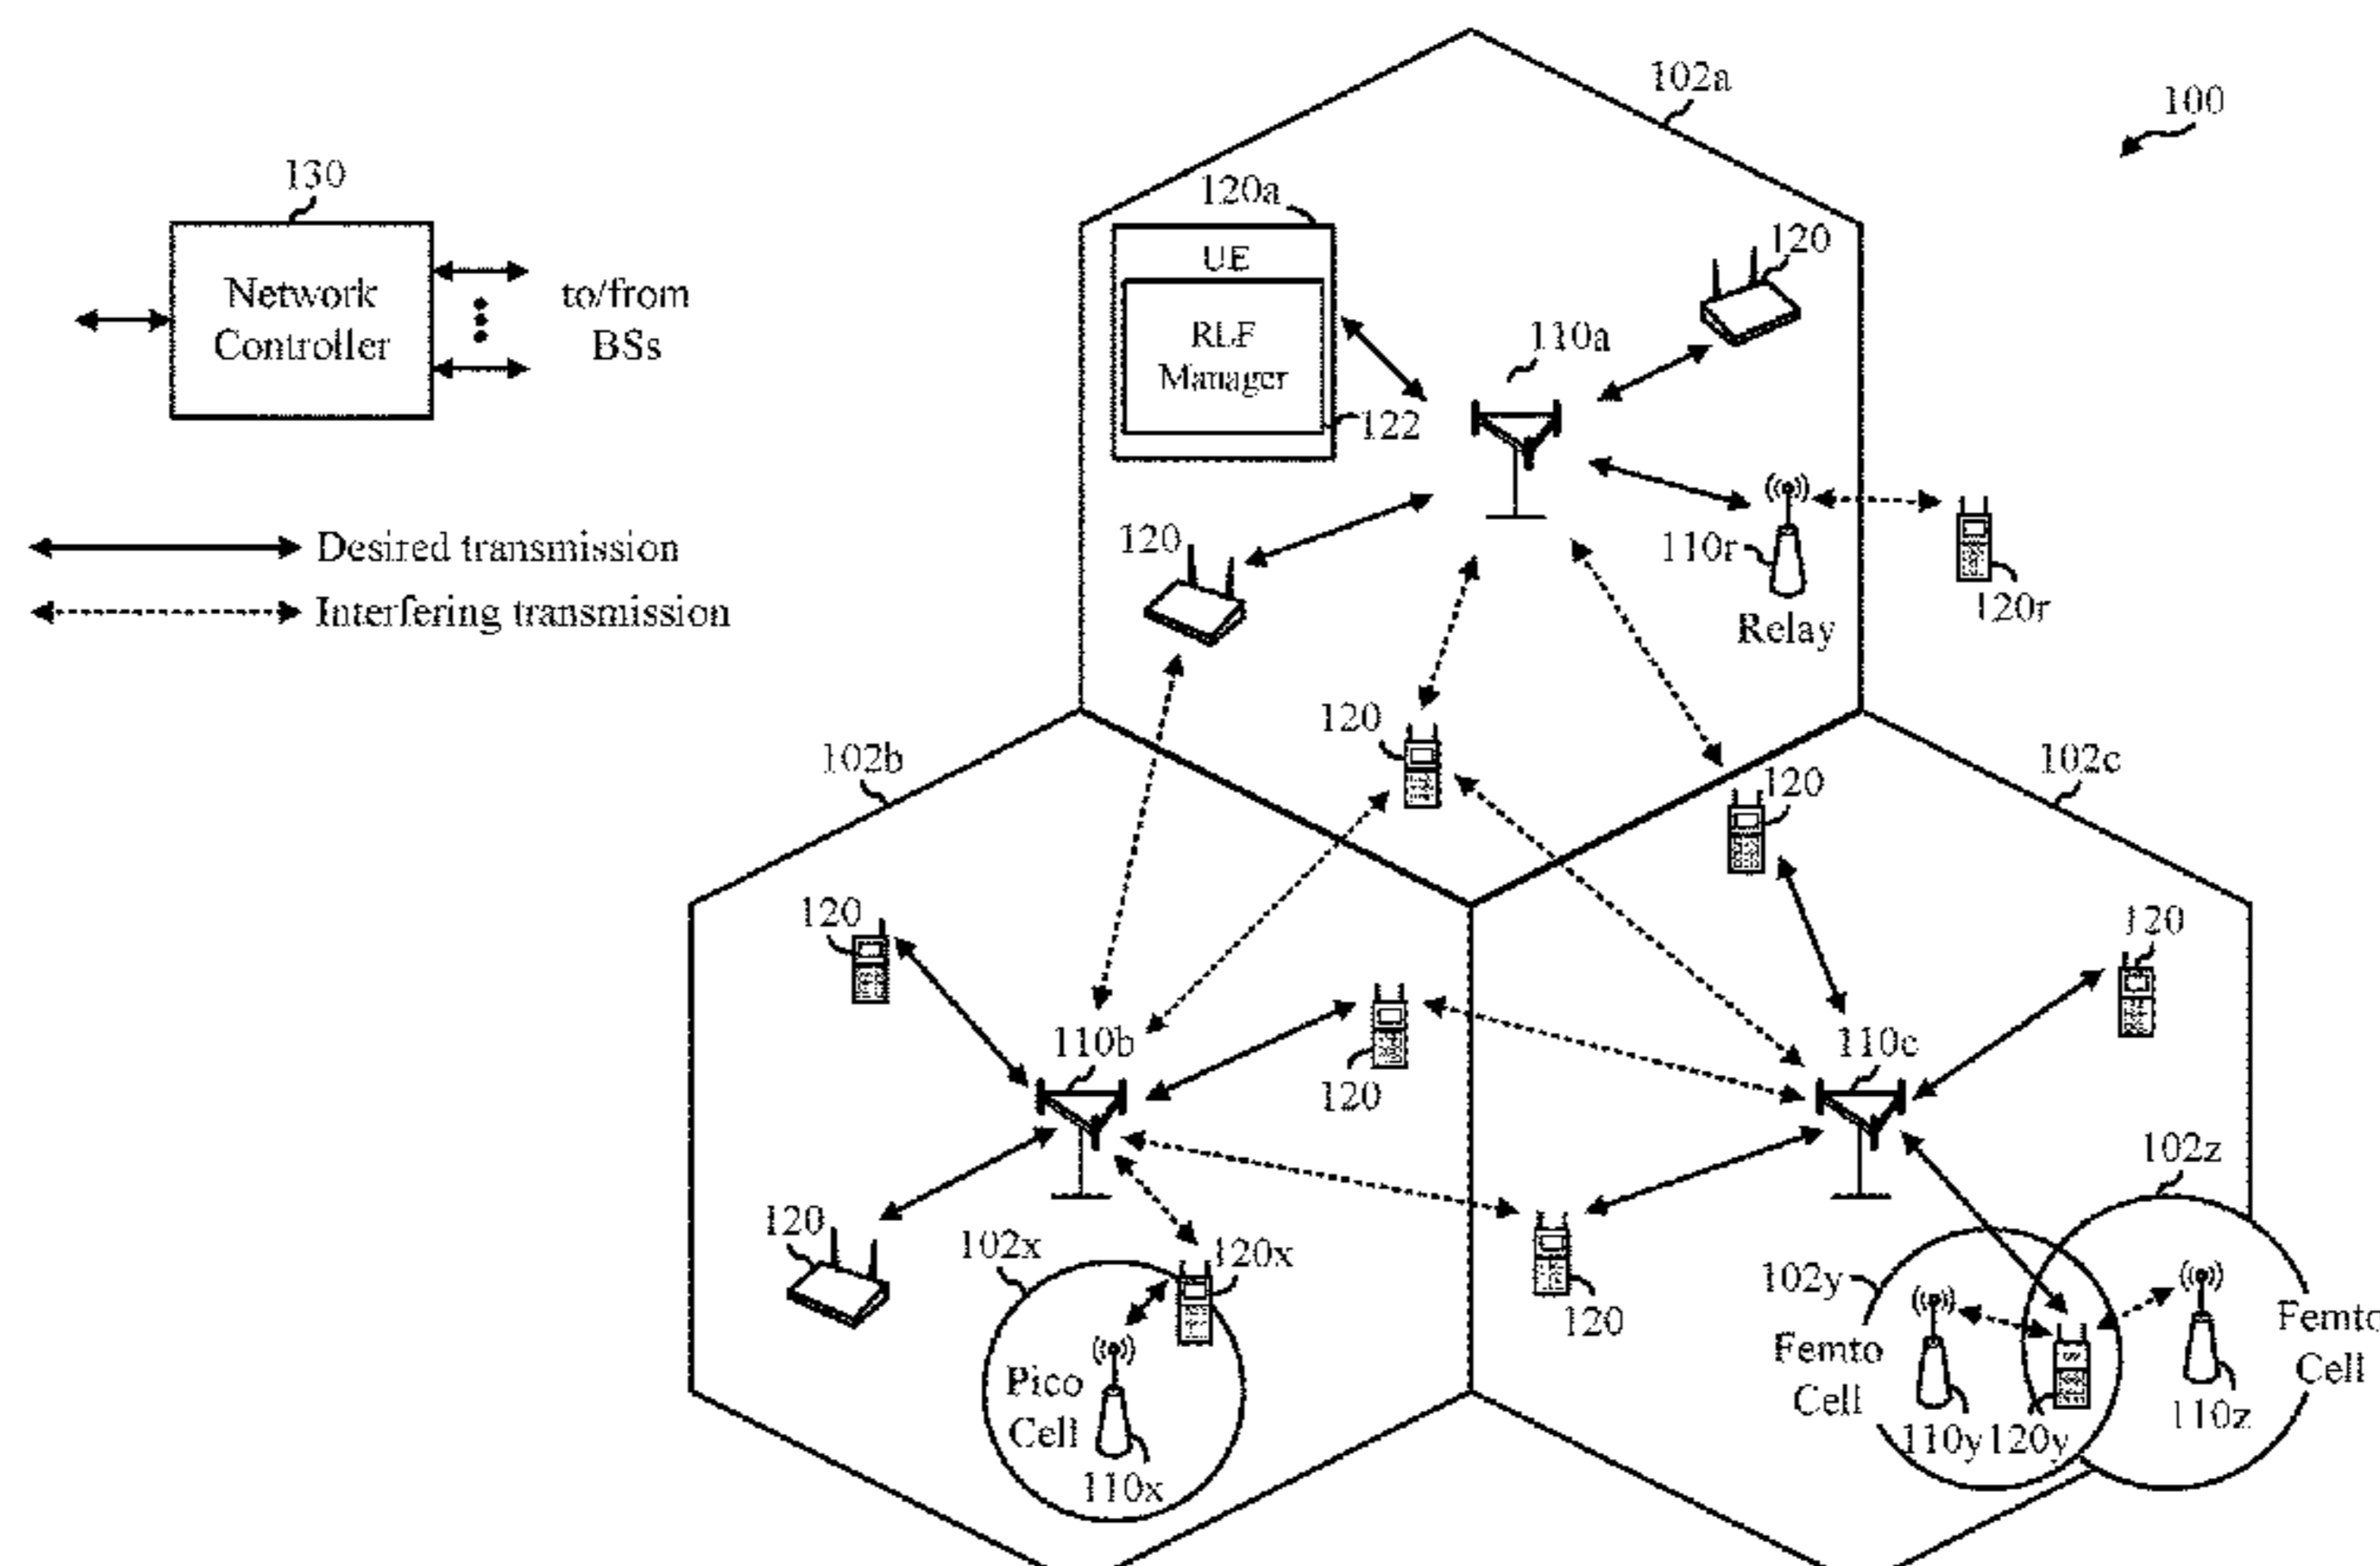 102a
100
130
120a
UE
120
Network
Controller
to/from
BSs
RLF
Manager
110a
122
Desired transmission
120
110r
120r
Interfering transmission
Relay
120
102b
102c
120
120
120
110b
110c
120
102z
120
102x
120x
102y
120
Femto
Cell
Femto
Cell
Pico
Cell
110y
120y
110z
110x